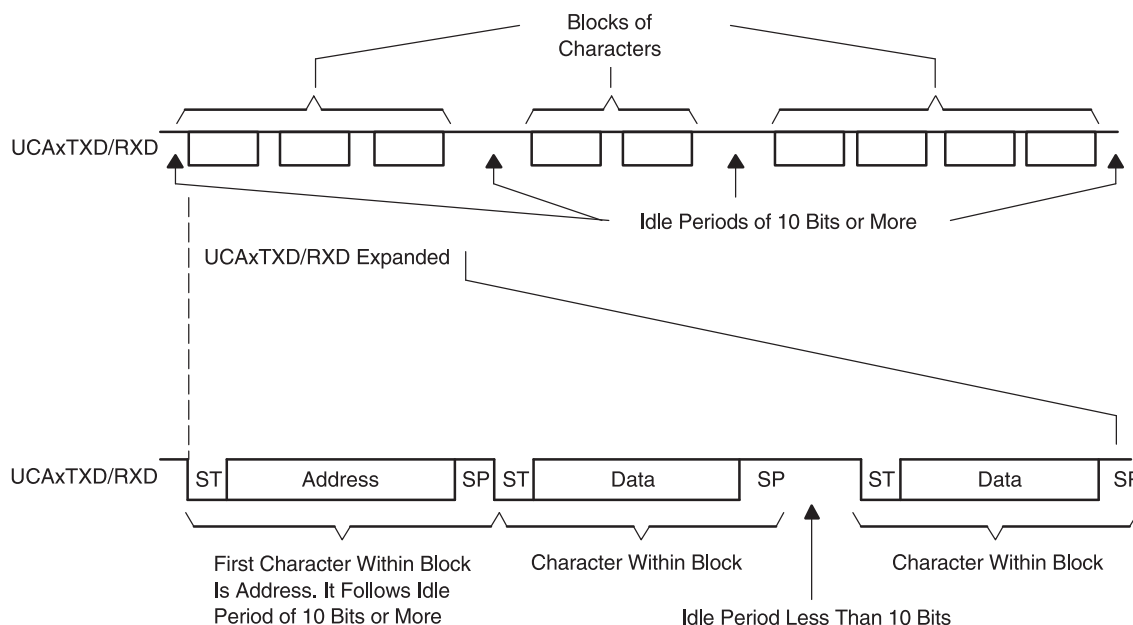 Blocks of
Characters
UCAxTXD/RXD
Idle Periods of 10 Bits or More
UCAxTXD/RXD Expanded
UCAxTXD/RXD
ST
Address
SP
ST
Data
SP
ST
Data
SP
First Character Within Block
Is Address. It Follows Idle
Period of 10 Bits or More
Character Within Block
Character Within Block
Idle Period Less Than 10 Bits